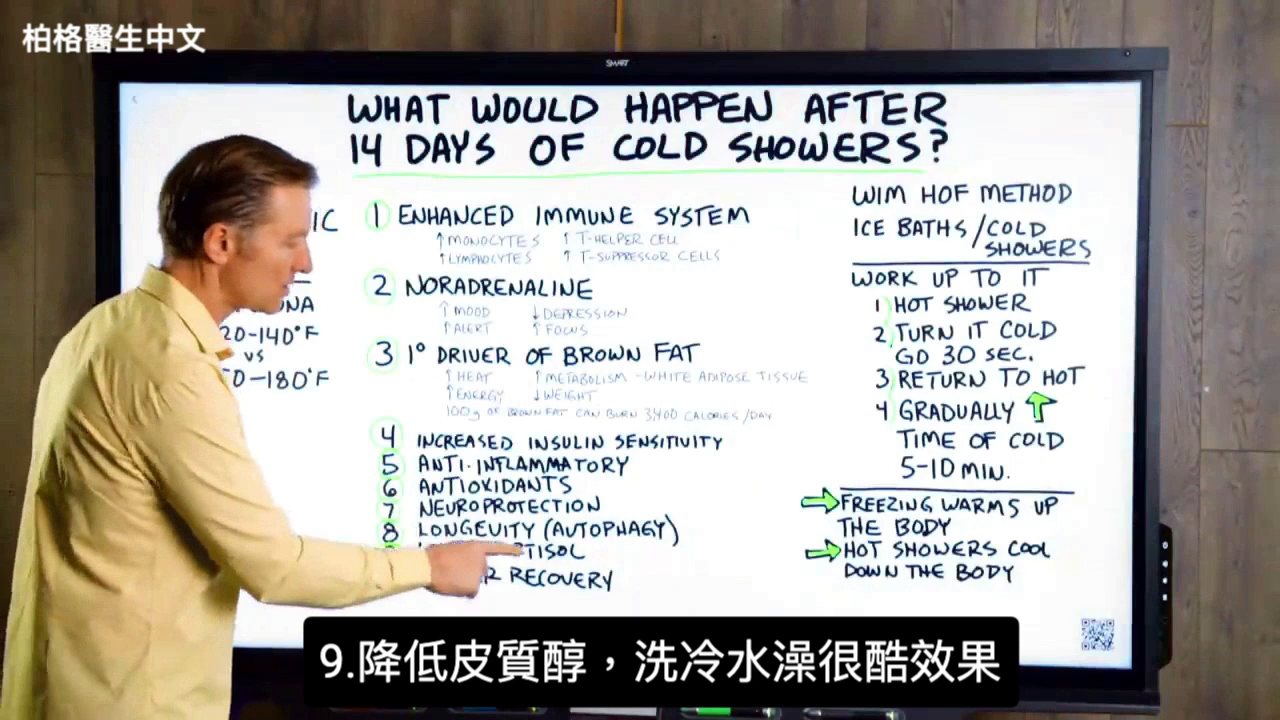 柏格醫生中文
SMART
WHAT WOULD HAPPEN AFTER
14 DAYS OF COLD SHOWERS?
IC
NA
20-140°F
VS
0-180°F
1 ENHANCED IMMUNE SYSTEM
↑MONOCYTES ↑T-HELPER CELL
↑LYMPHOCYTES ↑T-SUPPRESSOR CELLS
2 NORADRENALINE
↑MOOD ↓DEPRESSION
↑ALERT ↑FOCUS
3 1° DRIVER OF BROWN FAT
↑HEAT ↑METABOLISM-WHITE ADIPOSE TISSUE
↑ENERGY ↓WEIGHT
100g OF BROWN FAT CAN BURN 3,400 CALORIES/DAY
4 INCREASED INSULIN SENSITIVITY
5 ANTI-INFLAMMATORY
6 ANTIOXIDANTS
7 NEUROPROTECTION
8 LONGEVITY (AUTOPHAGY)
TISOL
R RECOVERY
WIM HOF METHOD
ICE BATHS/COLD
SHOWERS
WORK UP TO IT
1) HOT SHOWER
2) TURN IT COLD
GO 30 SEC.
3) RETURN TO HOT
4) GRADUALLY ↑
TIME OF COLD
5-10 MIN.
FREEZING WARMS UP
THE BODY
HOT SHOWERS COOL
DOWN THE BODY
9.降低皮質醇，洗冷水澡很酷效果